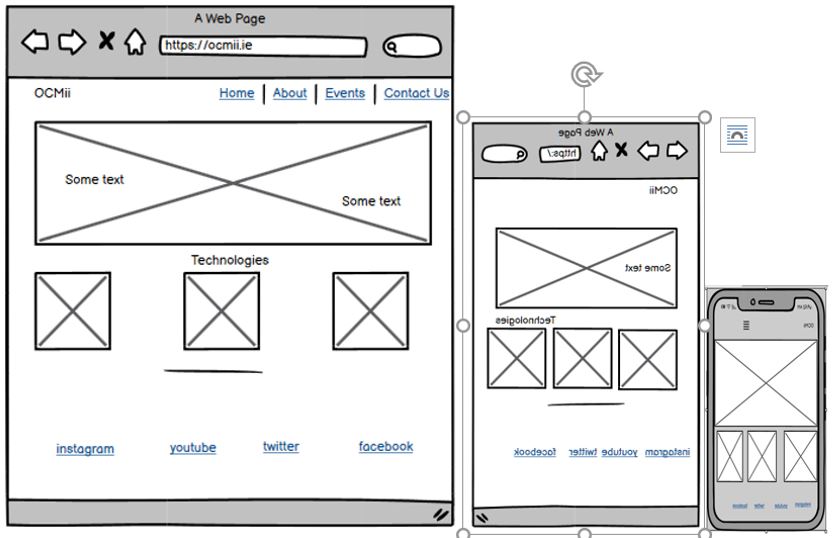 A Web Page
https://ocmii.ie
OCMii
Home About Events Contact Us
Some text
Some text
Technologies
instagram youtube twitter facebook
A Web Page
https:/
OCMii
Some text
Technologies
facebook twitter youtube instagram
OCMii
facebook twitter youtube instagram